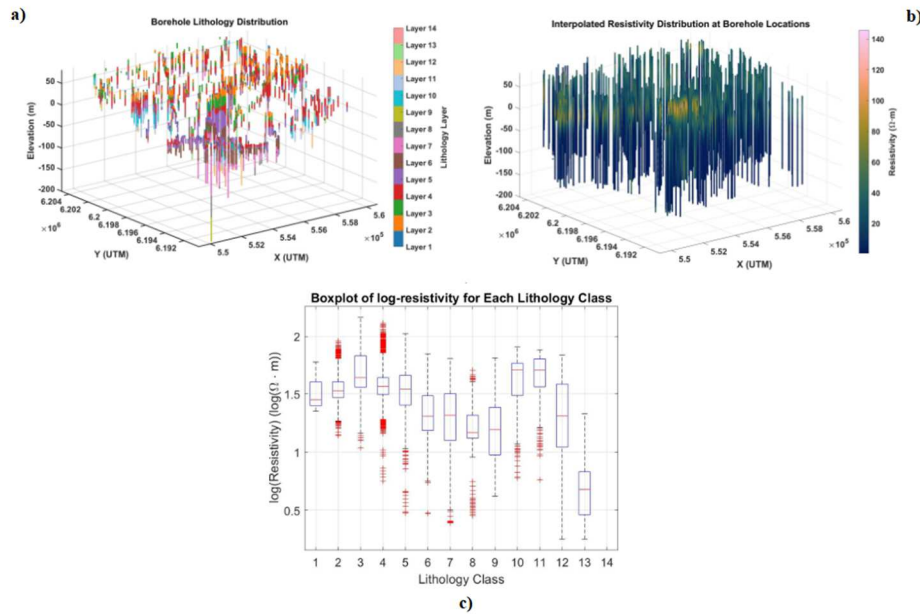 a)
Borehole Lithology Distribution
Elevation (m)
50
0
-50
-100
-150
-200
6.204
6.202
6.2
6.198
6.196
6.194
6.192
×10⁶
Y (UTM)
5.5
5.52
5.54
5.56
5.58
5.6
×10⁵
X (UTM)
Layer 14
Layer 13
Layer 12
Layer 11
Layer 10
Layer 9
Layer 8
Layer 7
Layer 6
Layer 5
Layer 4
Layer 3
Layer 2
Layer 1
Lithology Layer
b)
Interpolated Resistivity Distribution at Borehole Locations
Elevation (m)
50
0
-50
-100
-150
-200
6.204
6.202
6.2
6.198
6.196
6.194
6.192
×10⁶
Y (UTM)
5.5
5.52
5.54
5.56
5.58
5.6
×10⁵
X (UTM)
140
120
100
80
60
40
20
Resistivity (Ω·m)
Boxplot of log-resistivity for Each Lithology Class
log(Resistivity) (log(Ω · m))
2
1.5
1
0.5
1 2 3 4 5 6 7 8 9 10 11 12 13 14
Lithology Class
c)